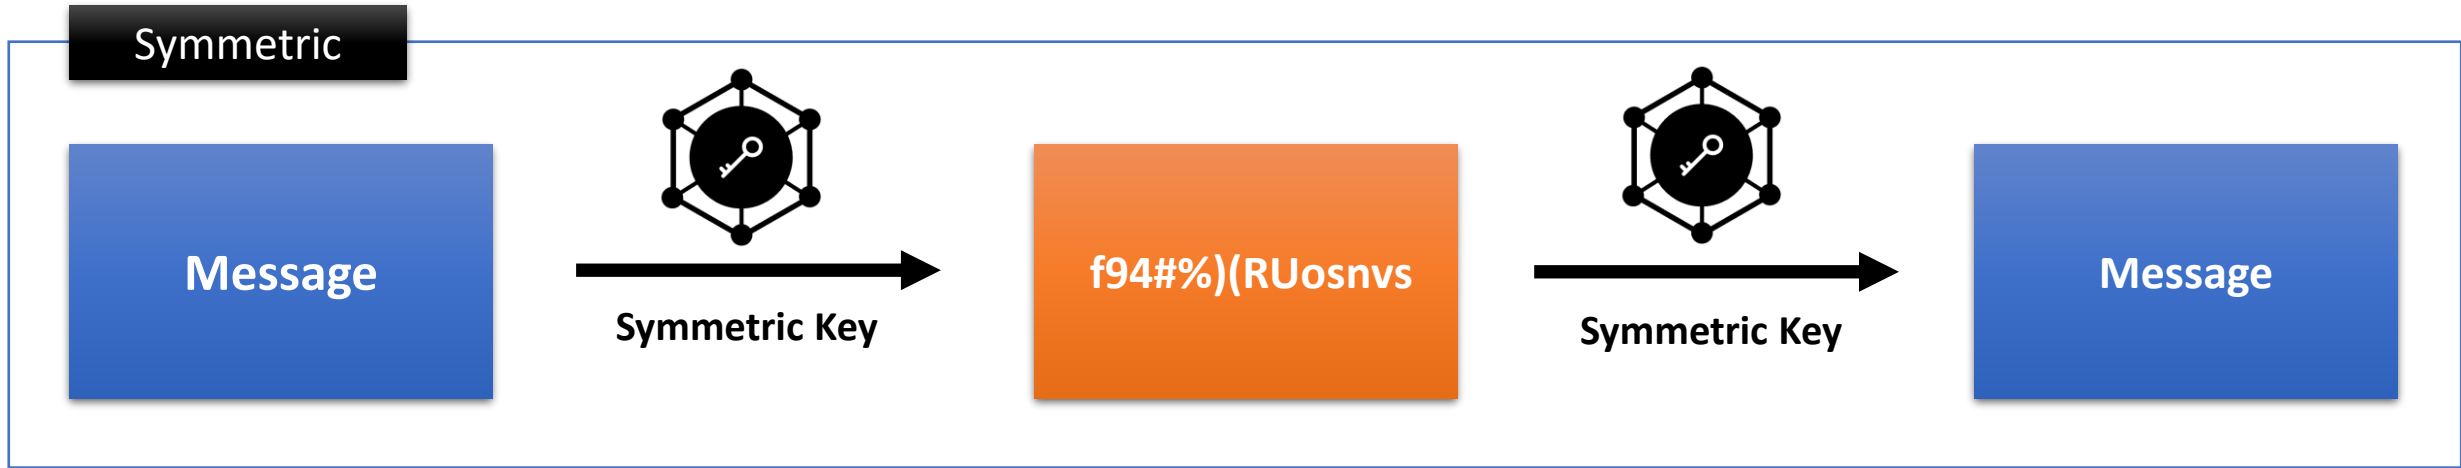 Symmetric
Message
Symmetric Key
f94#%)(RUosnvs
Symmetric Key
Message